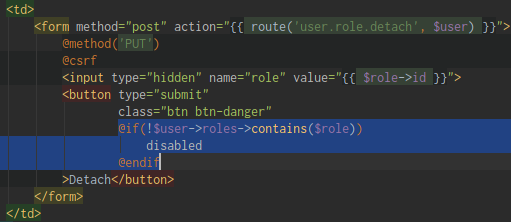 <td>
<form method="post" action="{{ route('user.role.detach', $user) }}">
@method('PUT')
@csrf
<input type="hidden" name="role" value="{{ $role->id }}">
<button type="submit"
class="btn btn-danger"
@if(!$user->roles->contains($role))
disabled
@endif
>Detach</button>
</form>
</td>